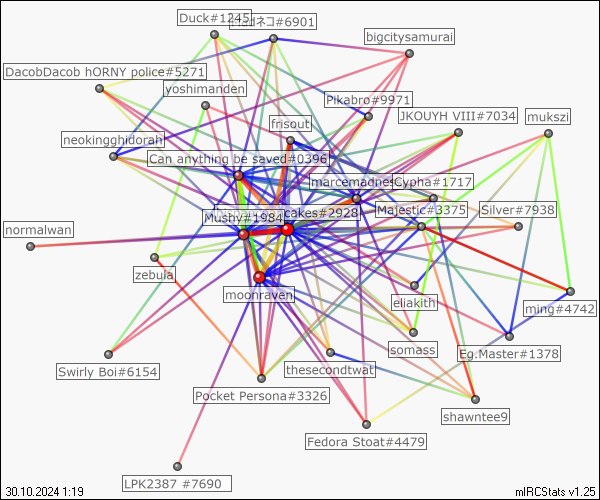 Duck#1245
ネコ#6901
bigcitysamurai
DacobDacob hORNY police#5271
yoshimanden
Pikabro#9971
JKOUYH VIII#7034
mukszi
frisout
neokingghidorah
Can anything be saved#0396
marcemadness
Cypha#1717
Mushy#1984
cakes#2928
Majestic#3375
Silver#7938
normalwan
zebula
moonraven
eliakith
ming#4742
somass
Eg.Master#1378
Swirly Boi#6154
thesecondtwat
Pocket Persona#3326
shawntee9
Fedora Stoat#4479
LPK2387 #7690
30.10.2024 1:19
mIRCStats v1.25